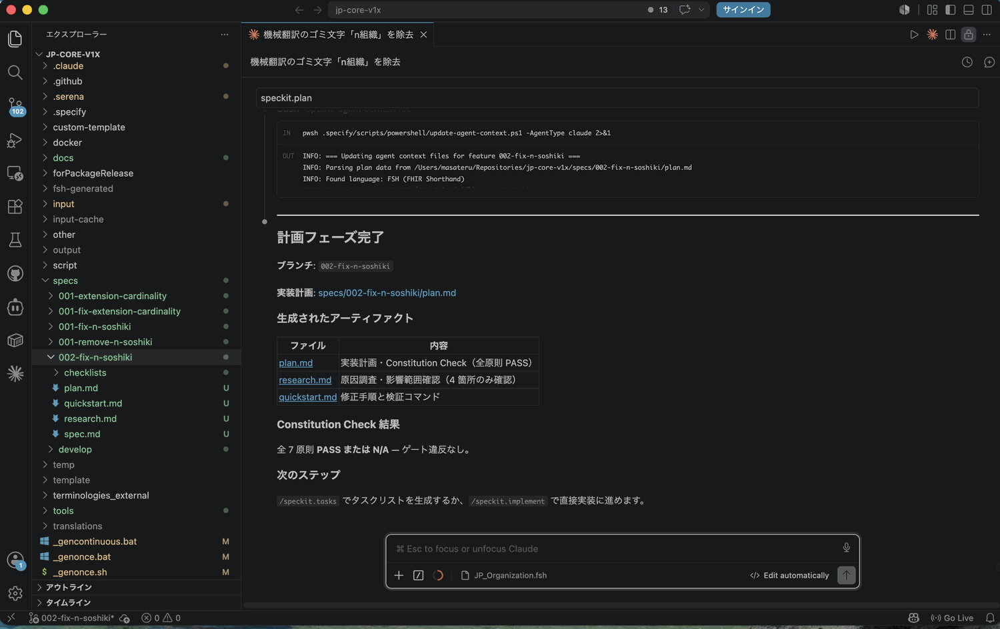 jp-core-v1x
13
サインイン
エクスプローラー
JP-CORE-V1X
.claude
.github
.serena
.specify
custom-template
docker
docs
forPackageRelease
fsh-generated
input
input-cache
other
output
script
specs
001-extension-cardinality
001-fix-extension-cardinality
001-fix-n-soshiki
001-remove-n-soshiki
002-fix-n-soshiki
checklists
plan.md U
quickstart.md U
research.md U
spec.md U
develop
temp
template
terminologies_external
tools
translations
_gencontinuous.bat M
_genonce.bat M
$ _genonce.sh M
アウトライン
タイムライン
102
1
機械翻訳のゴミ文字「n組織」を除去
機械翻訳のゴミ文字「n組織」を除去
speckit.plan
IN pwsh .specify/scripts/powershell/update-agent-context.ps1 -AgentType claude 2>&1
OUT INFO: === Updating agent context files for feature 002-fix-n-soshiki ===
INFO: Parsing plan data from /Users/masateru/Repositories/jp-core-v1x/specs/002-fix-n-soshiki/plan.md
INFO: Found language: FSH (FHIR Shorthand)
計画フェーズ完了
ブランチ: 002-fix-n-soshiki
実装計画: specs/002-fix-n-soshiki/plan.md
生成されたアーティファクト
ファイル 内容
plan.md 実装計画・Constitution Check（全原則 PASS）
research.md 原因調査・影響範囲確認（4 箇所のみ確認）
quickstart.md 修正手順と検証コマンド
Constitution Check 結果
全 7 原則 PASS または N/A — ゲート違反なし。
次のステップ
/speckit.tasks でタスクリストを生成するか、 /speckit.implement で直接実装に進めます。
⌘ Esc to focus or unfocus Claude
JP_Organization.fsh
</> Edit automatically
002-fix-n-soshiki*
0 0
Go Live